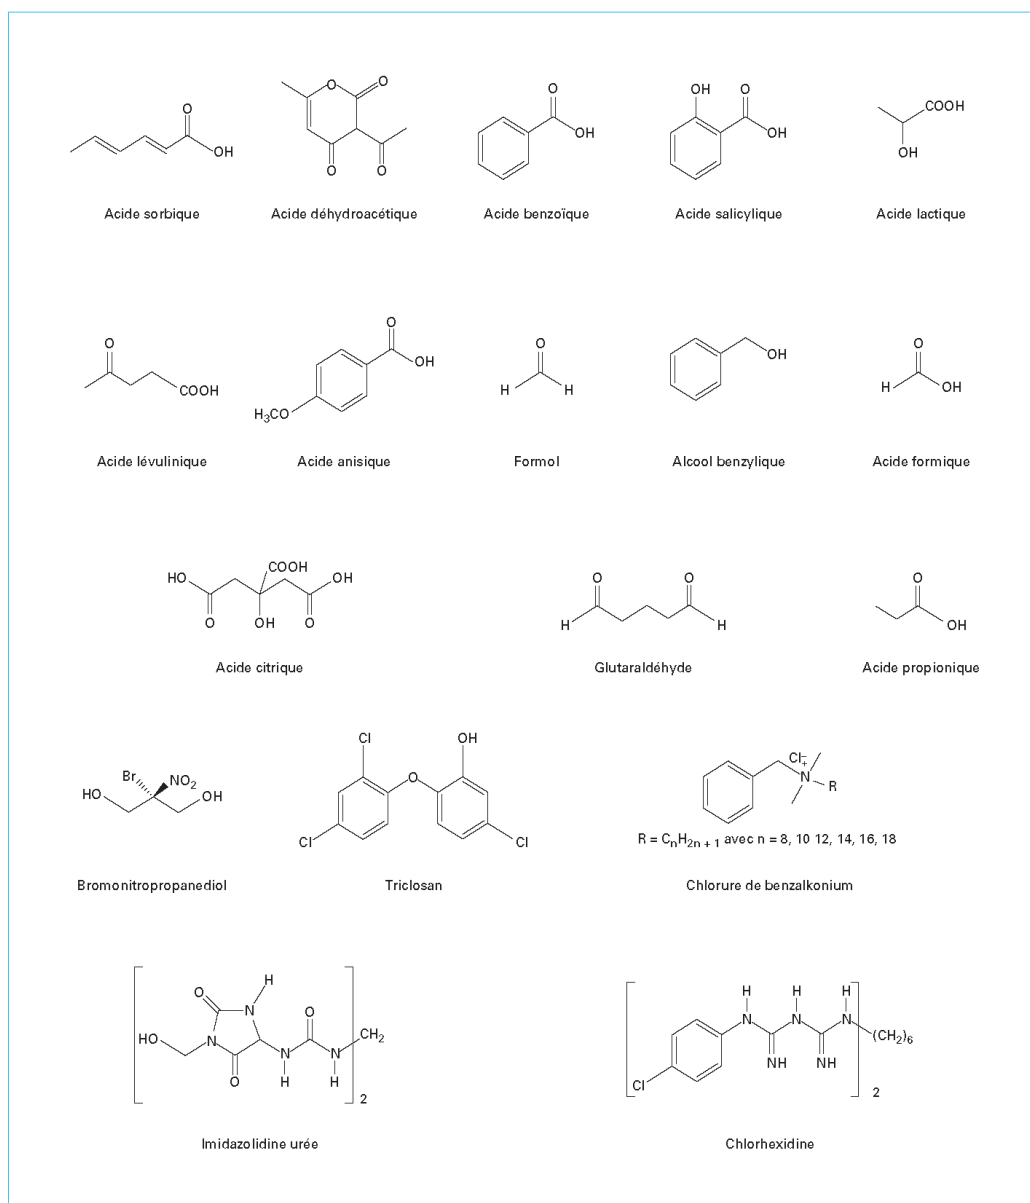 O O O OH O O COOH
OH O O OH OH OH
Acide sorbique Acide déhydroacétique Acide benzoïque Acide salicylique Acide lactique
O O O OH O
COOH OH H H H OH
H₃CO
Acide lévulinique Acide anisique Formol Alcool benzylique Acide formique
HO COOH OH O O O
O OH O H H OH
Acide citrique Glutaraldéhyde Acide propionique
Cl OH Cl⁻
HO Br NO₂ OH O N⁺ R
Cl Cl
R = CₙH₂ₙ ₊ ₁ avec n = 8, 10 12, 14, 16, 18
Bromonitropropanediol Triclosan Chlorure de benzalkonium
H H H H
O N O CH₂ N N N (CH₂)₆
HO N N N NH NH
O H H 2 Cl 2
Imidazolidine urée Chlorhexidine